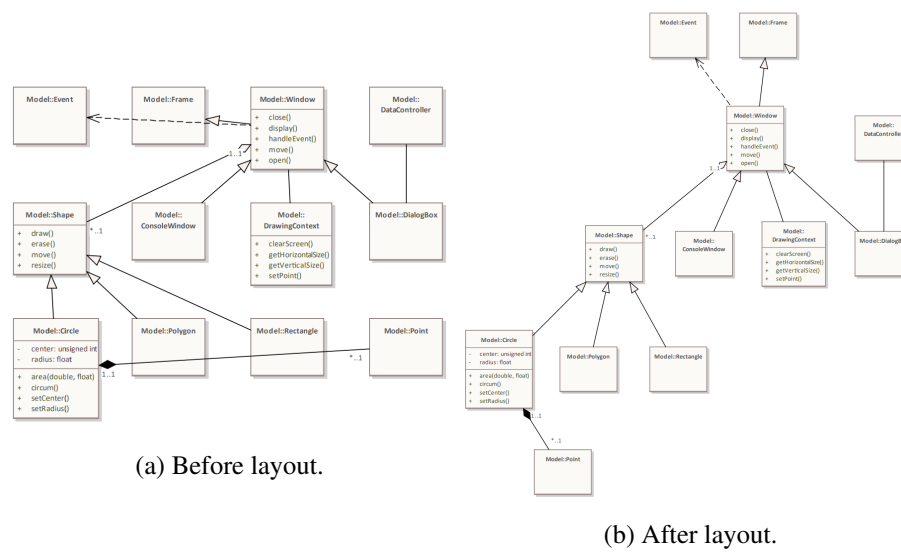 Model::Event
Model::Frame
Model::Window
+ close()
+ display()
+ handleEvent()
+ move()
+ open()
Model::
DataController
1..1
*..1
Model::Shape
+ draw()
+ erase()
+ move()
+ resize()
Model::
ConsoleWindow
Model::
DrawingContext
+ clearScreen()
+ getHorizontalSize()
+ getVerticalSize()
+ setPoint()
Model::DialogBox
Model::Circle
- center: unsigned int
- radius: float
+ area(double, float)
+ circum()
+ setCenter()
+ setRadius()
1..1
Model::Polygon
Model::Rectangle
*..1
Model::Point
(a) Before layout.
Model::Event
Model::Frame
Model::Window
+ close()
+ display()
+ handleEvent()
+ move()
+ open()
Model::
DataController
1..1
*..1
Model::Shape
+ draw()
+ erase()
+ move()
+ resize()
Model::
ConsoleWindow
Model::
DrawingContext
+ clearScreen()
+ getHorizontalSize()
+ getVerticalSize()
+ setPoint()
Model::DialogBo
Model::Circle
- center: unsigned int
- radius: float
+ area(double, float)
+ circum()
+ setCenter()
+ setRadius()
1..1
Model::Polygon
Model::Rectangle
*..1
Model::Point
(b) After layout.